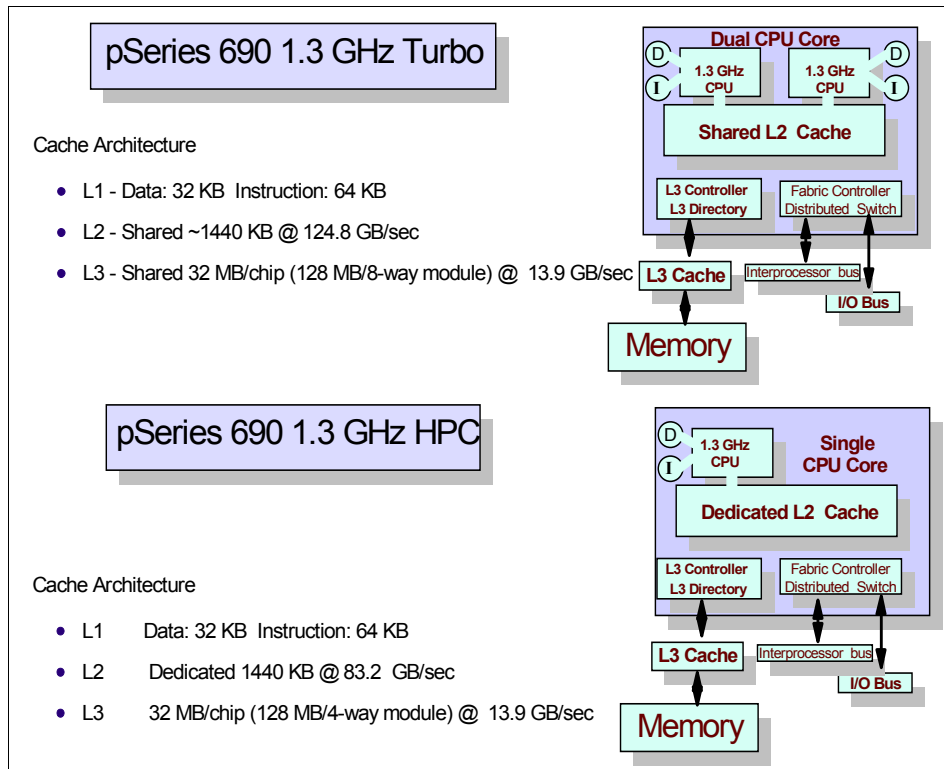 pSeries 690 1.3 GHz Turbo
Cache Architecture
• L1 - Data: 32 KB Instruction: 64 KB
• L2 - Shared ~1440 KB @ 124.8 GB/sec
• L3 - Shared 32 MB/chip (128 MB/8-way module) @ 13.9 GB/sec
Dual CPU Core
D
I
1.3 GHz
CPU
1.3 GHz
CPU
D
I
Shared L2 Cache
L3 Controller
L3 Directory
Fabric Controller
Distributed Switch
L3 Cache
Interprocessor bus
I/O Bus
Memory
pSeries 690 1.3 GHz HPC
Cache Architecture
• L1 Data: 32 KB Instruction: 64 KB
• L2 Dedicated 1440 KB @ 83.2 GB/sec
• L3 32 MB/chip (128 MB/4-way module) @ 13.9 GB/sec
D
I
1.3 GHz
CPU
Single
CPU Core
Dedicated L2 Cache
L3 Controller
L3 Directory
Fabric Controller
Distributed Switch
L3 Cache
Interprocessor bus
I/O Bus
Memory